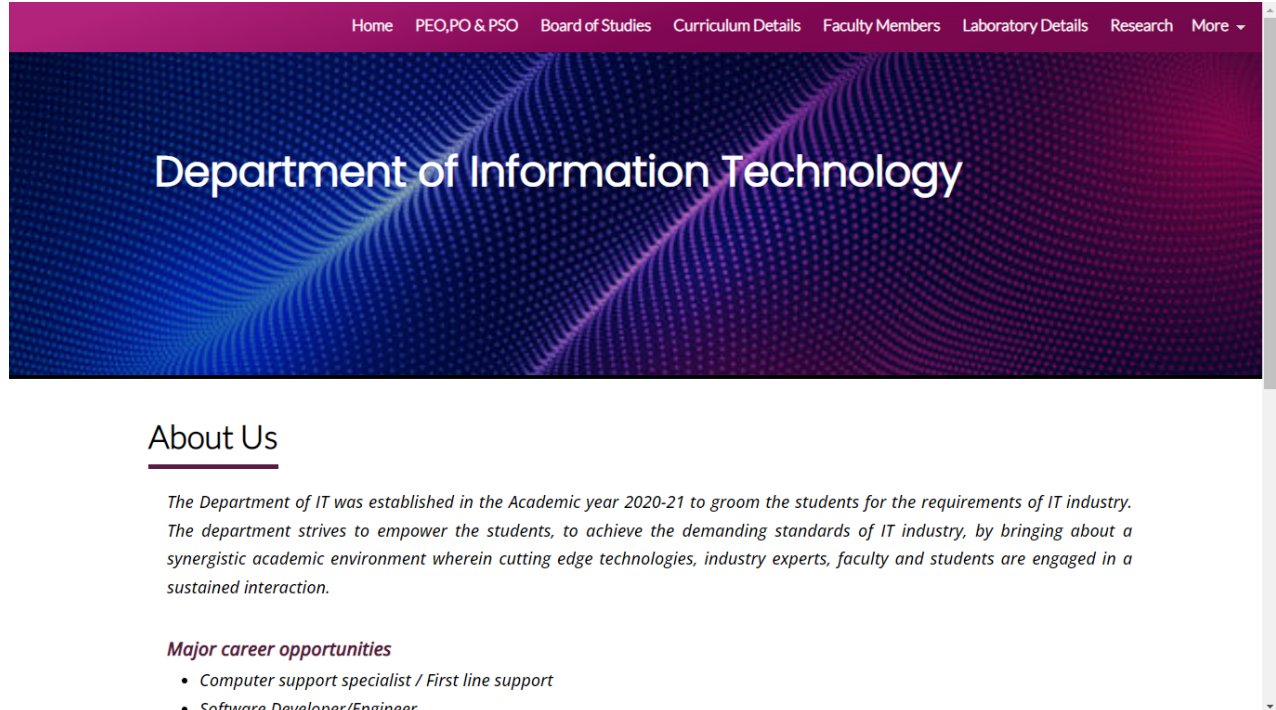 Home PEO,PO & PSO Board of Studies Curriculum Details Faculty Members Laboratory Details Research More
Department of Information Technology
About Us
The Department of IT was established in the Academic year 2020-21 to groom the students for the requirements of IT industry.
The department strives to empower the students, to achieve the demanding standards of IT industry, by bringing about a
synergistic academic environment wherein cutting edge technologies, industry experts, faculty and students are engaged in a
sustained interaction.
Major career opportunities
• Computer support specialist / First line support
• Software Developer/Engineer